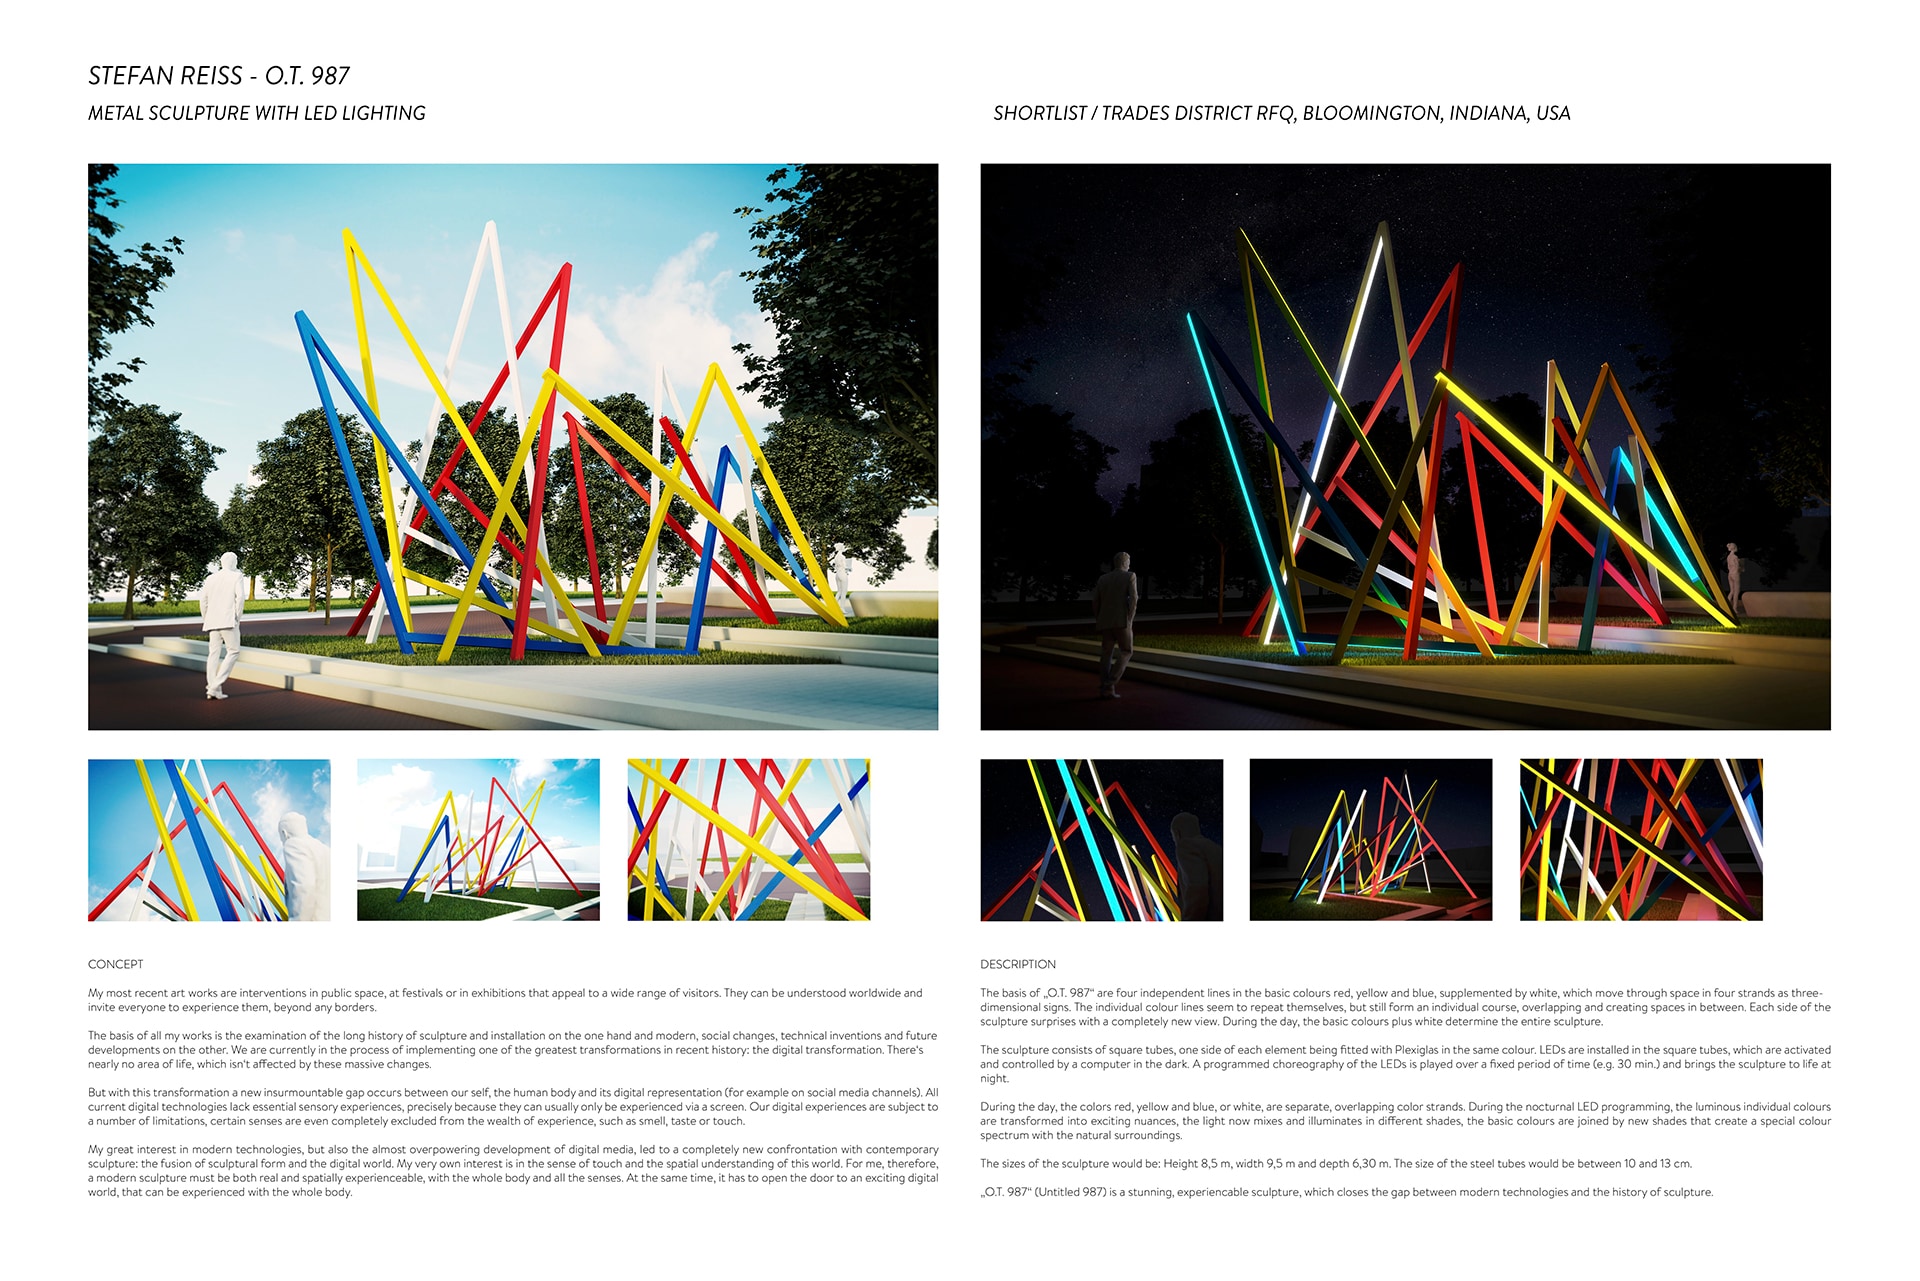 STEFAN REISS - O.T. 987
METAL SCULPTURE WITH LED LIGHTING
SHORTLIST / TRADES DISTRICT RFQ, BLOOMINGTON, INDIANA, USA
CONCEPT
My most recent art works are interventions in public space, at festivals or in exhibitions that appeal to a wide range of visitors. They can be understood worldwide and
invite everyone to experience them, beyond any borders.
The basis of all my works is the examination of the long history of sculpture and installation on the one hand and modern, social changes, technical inventions and future
developments on the other. We are currently in the process of implementing one of the greatest transformations in recent history: the digital transformation. There's
nearly no area of life, which isn't affected by these massive changes.
But with this transformation a new insurmountable gap occurs between our self, the human body and its digital representation (for example on social media channels). All
current digital technologies lack essential sensory experiences, precisely because they can usually only be experienced via a screen. Our digital experiences are subject to
a number of limitations, certain senses are even completely excluded from the wealth of experience, such as smell, taste or touch.
My great interest in modern technologies, but also the almost overpowering development of digital media, led to a completely new confrontation with contemporary
sculpture: the fusion of sculptural form and the digital world. My very own interest is in the sense of touch and the spatial understanding of this world. For me, therefore,
a modern sculpture must be both real and spatially experienceable, with the whole body and all the senses. At the same time, it has to open the door to an exciting digital
world, that can be experienced with the whole body.
DESCRIPTION
The basis of „O.T. 987“ are four independent lines in the basic colours red, yellow and blue, supplemented by white, which move through space in four strands as three-
dimensional signs. The individual colour lines seem to repeat themselves, but still form an individual course, overlapping and creating spaces in between. Each side of the
sculpture surprises with a completely new view. During the day, the basic colours plus white determine the entire sculpture.
The sculpture consists of square tubes, one side of each element being fitted with Plexiglas in the same colour. LEDs are installed in the square tubes, which are activated
and controlled by a computer in the dark. A programmed choreography of the LEDs is played over a fixed period of time (e.g. 30 min.) and brings the sculpture to life at
night.
During the day, the colors red, yellow and blue, or white, are separate, overlapping color strands. During the nocturnal LED programming, the luminous individual colours
are transformed into exciting nuances, the light now mixes and illuminates in different shades, the basic colours are joined by new shades that create a special colour
spectrum with the natural surroundings.
The sizes of the sculpture would be: Height 8,5 m, width 9,5 m and depth 6,30 m. The size of the steel tubes would be between 10 and 13 cm.
„O.T. 987“ (Untitled 987) is a stunning, experiencable sculpture, which closes the gap between modern technologies and the history of sculpture.